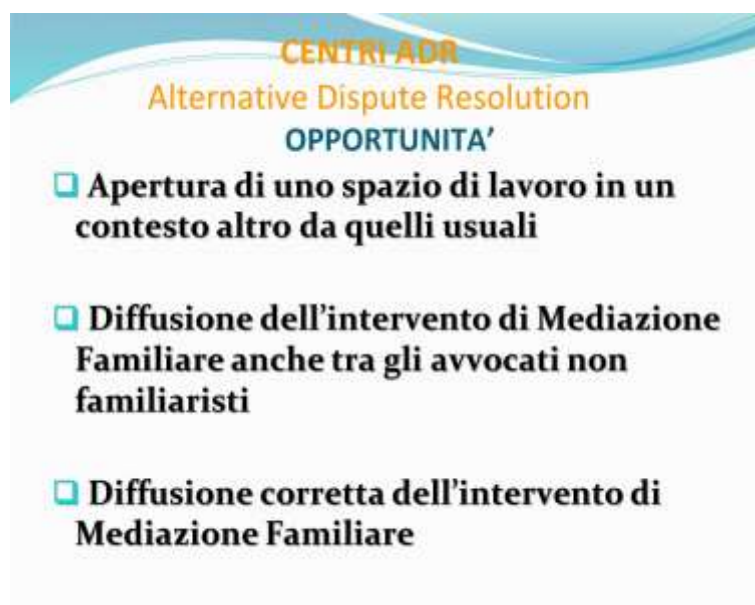 CENTRI ADR
Alternative Dispute Resolution
OPPORTUNITA’
Apertura di uno spazio di lavoro in un
contesto altro da quelli usuali
Diffusione dell’intervento di Mediazione
Familiare anche tra gli avvocati non
familiaristi
Diffusione corretta dell’intervento di
Mediazione Familiare